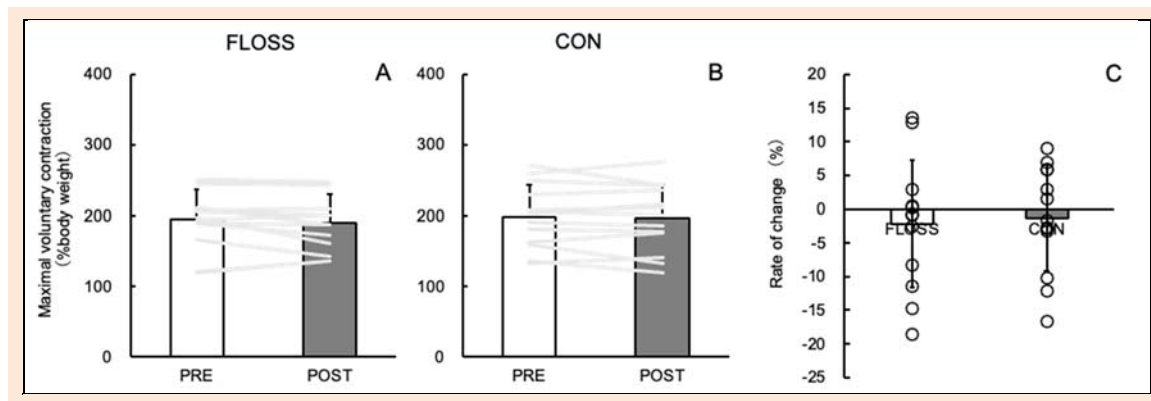 FLOSS
CON
A
B
C
Maximal voluntary contraction
(%body weight)
400
300
200
100
0
PRE
POST
400
300
200
100
0
PRE
POST
Rate of change (%)
20
15
10
5
0
-5
-10
-15
-20
-25
FLOSS
CON